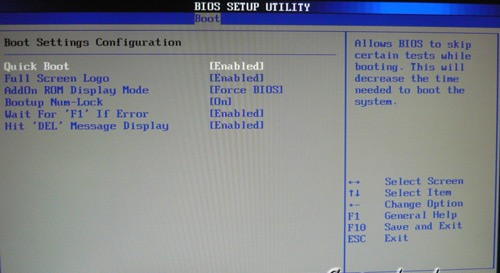 BIOS SETUP UTILITY
Boot
Boot Settings Configuration
Quick Boot [Enabled]
Full Screen Logo [Enabled]
AddOn ROM Display Mode [Force BIOS]
Bootup Num-Lock [On]
Wait For 'F1' If Error [Enabled]
Hit 'DEL' Message Display [Enabled]
Allows BIOS to skip
certain tests while
booting. This will
decrease the time
needed to boot the
system.
↔ Select Screen
↑↓ Select Item
←- Change Option
F1 General Help
F10 Save and Exit
ESC Exit